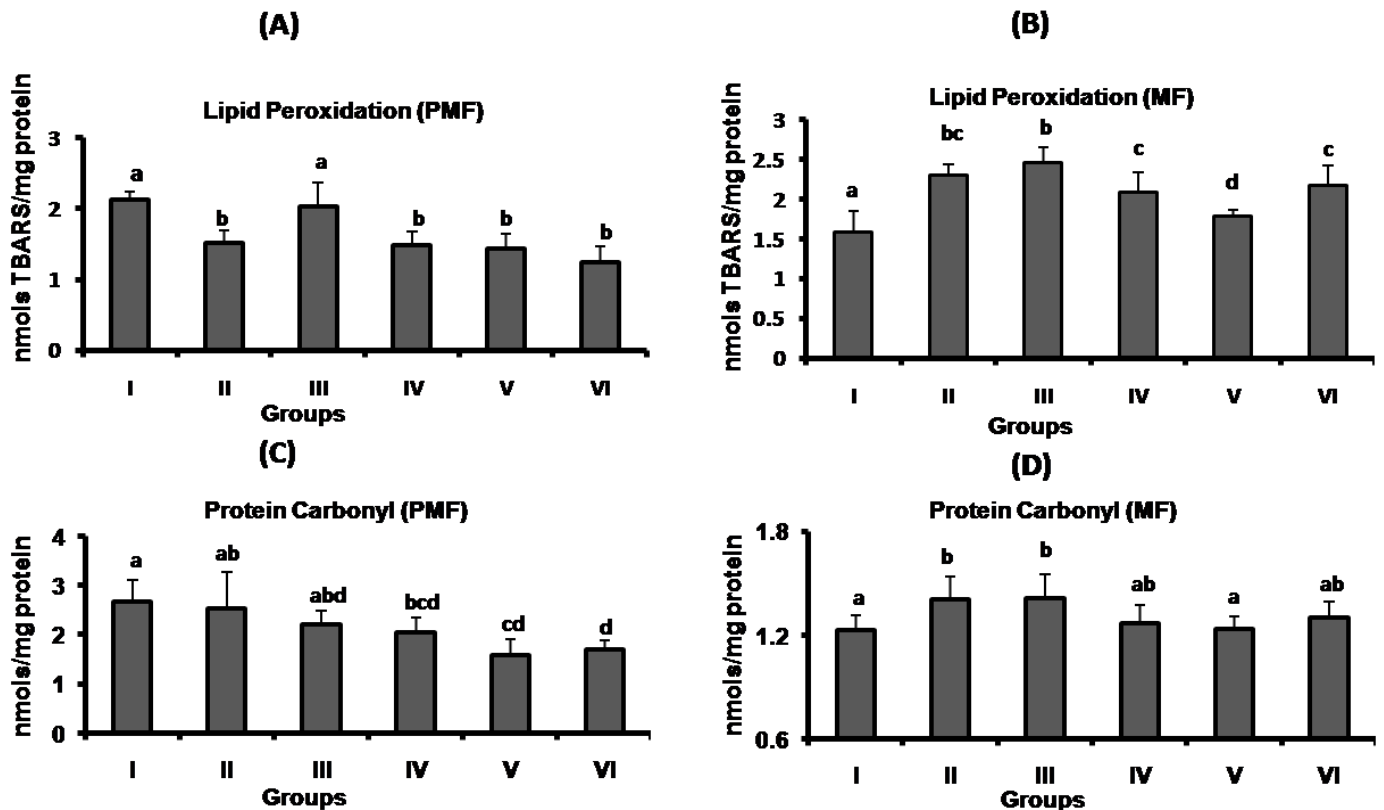 (A)
Lipid Peroxidation (PMF)
nmols TBARS/mg protein
3
2
1
0
a
b
a
b
b
b
I II III IV V VI
Groups
(B)
Lipid Peroxidation (MF)
nmols TBARS/mg protein
3
2.5
2
1.5
1
0.5
0
a
bc
b
c
d
c
I II III IV V VI
Groups
(C)
Protein Carbonyl (PMF)
nmols/mg protein
4
3
2
1
0
a
ab
abd
bcd
cd
d
I II III IV V VI
Groups
(D)
Protein Carbonyl (MF)
nmols/mg protein
1.8
1.2
0.6
a
b
b
ab
a
ab
I II III IV V VI
Groups